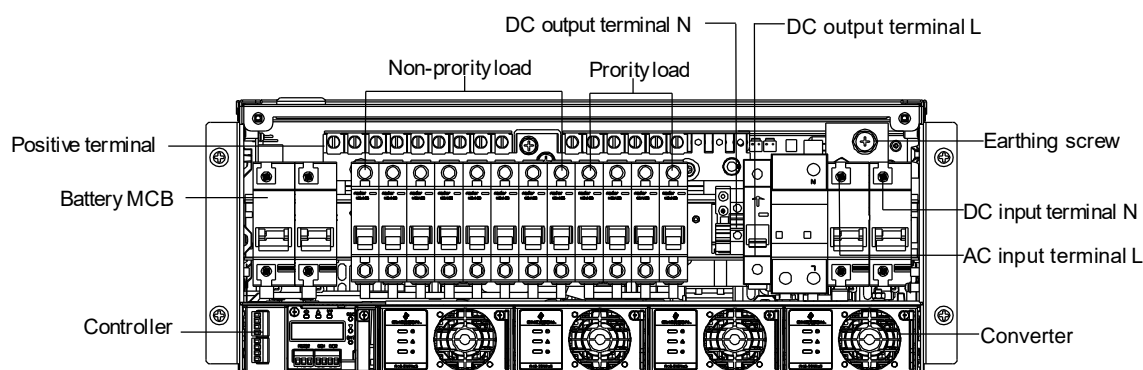 DC output terminal N
DC output terminal L
Non-prority load
Prority load
Positive terminal
Earthing screw
Battery MCB
N
DC input terminal N
AC input terminal L
L
Controller
Converter